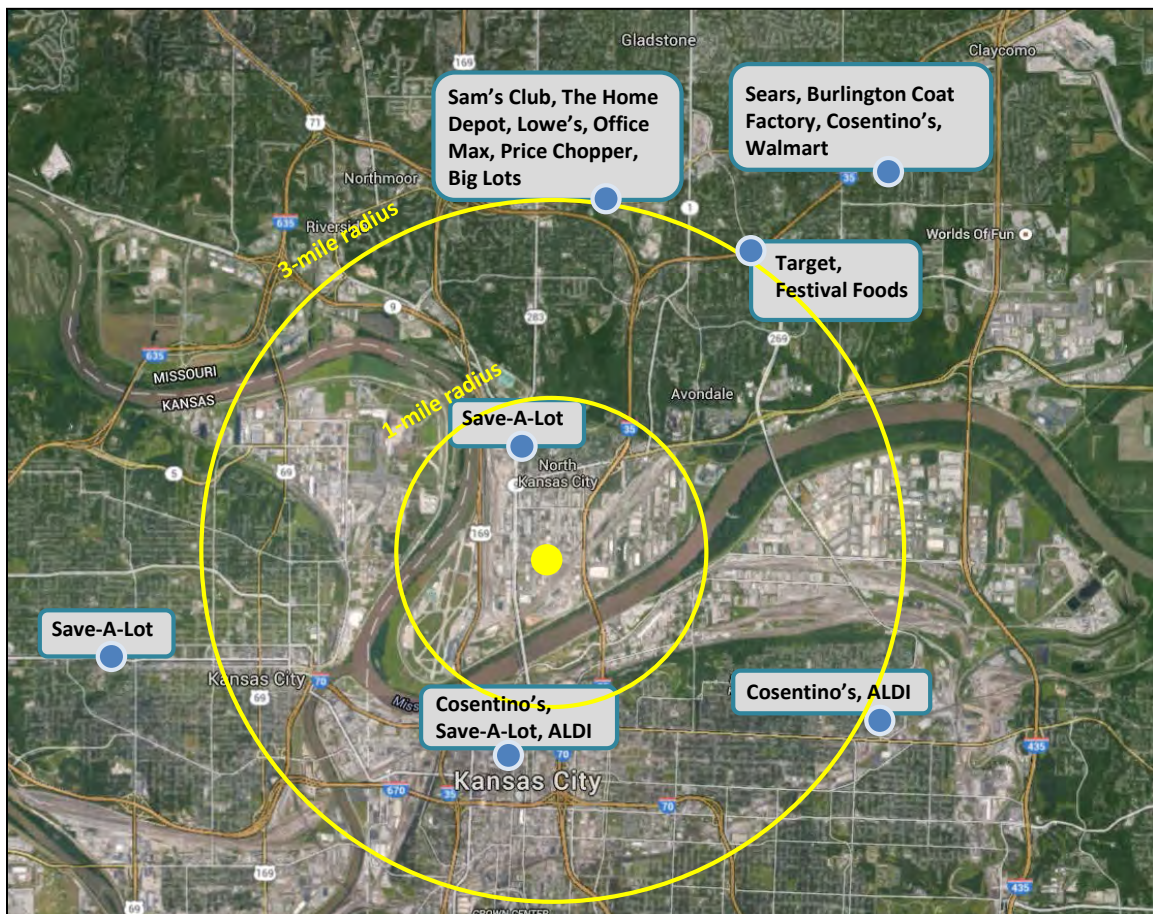 Gladstone
Claycomo
169
Sam’s Club, The Home
Depot, Lowe’s, Office
Max, Price Chopper,
Big Lots
Sears, Burlington Coat
Factory, Cosentino’s,
Walmart
71
Northmoor
35
1
Riverside
635
3-mile radius
Worlds Of Fun
Target,
Festival Foods
9
283
269
635
MISSOURI
KANSAS
1-mile radius
Avondale
Save-A-Lot
35
69
5
North
Kansas City
9
169
Save-A-Lot
Kansas City
70
69
Cosentino’s,
Save-A-Lot, ALDI
Cosentino’s, ALDI
70
435
Kansas City
670
35
70
169
435
69
CROWN CENTER